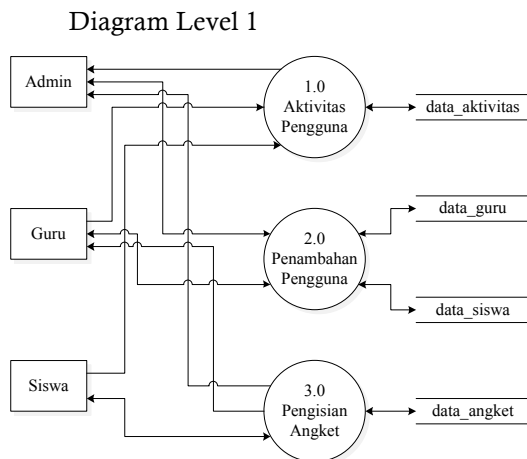 Diagram Level 1
Admin
1.0
Aktivitas
Pengguna
data_aktivitas
Guru
2.0
Penambahan
Pengguna
data_guru
data_siswa
Siswa
3.0
Pengisian
Angket
data_angket